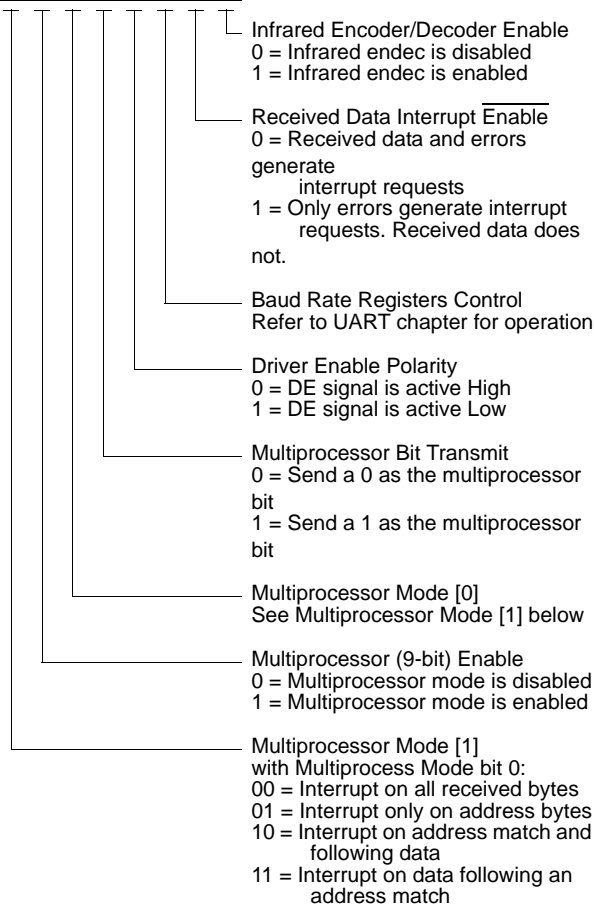 Infrared Encoder/Decoder Enable
0 = Infrared endec is disabled
1 = Infrared endec is enabled
Received Data Interrupt Enable
0 = Received data and errors
generate
interrupt requests
1 = Only errors generate interrupt
requests. Received data does
not.
Baud Rate Registers Control
Refer to UART chapter for operation
Driver Enable Polarity
0 = DE signal is active High
1 = DE signal is active Low
Multiprocessor Bit Transmit
0 = Send a 0 as the multiprocessor
bit
1 = Send a 1 as the multiprocessor
bit
Multiprocessor Mode [0]
See Multiprocessor Mode [1] below
Multiprocessor (9-bit) Enable
0 = Multiprocessor mode is disabled
1 = Multiprocessor mode is enabled
Multiprocessor Mode [1]
with Multiprocess Mode bit 0:
00 = Interrupt on all received bytes
01 = Interrupt only on address bytes
10 = Interrupt on address match and
following data
11 = Interrupt on data following an
address match